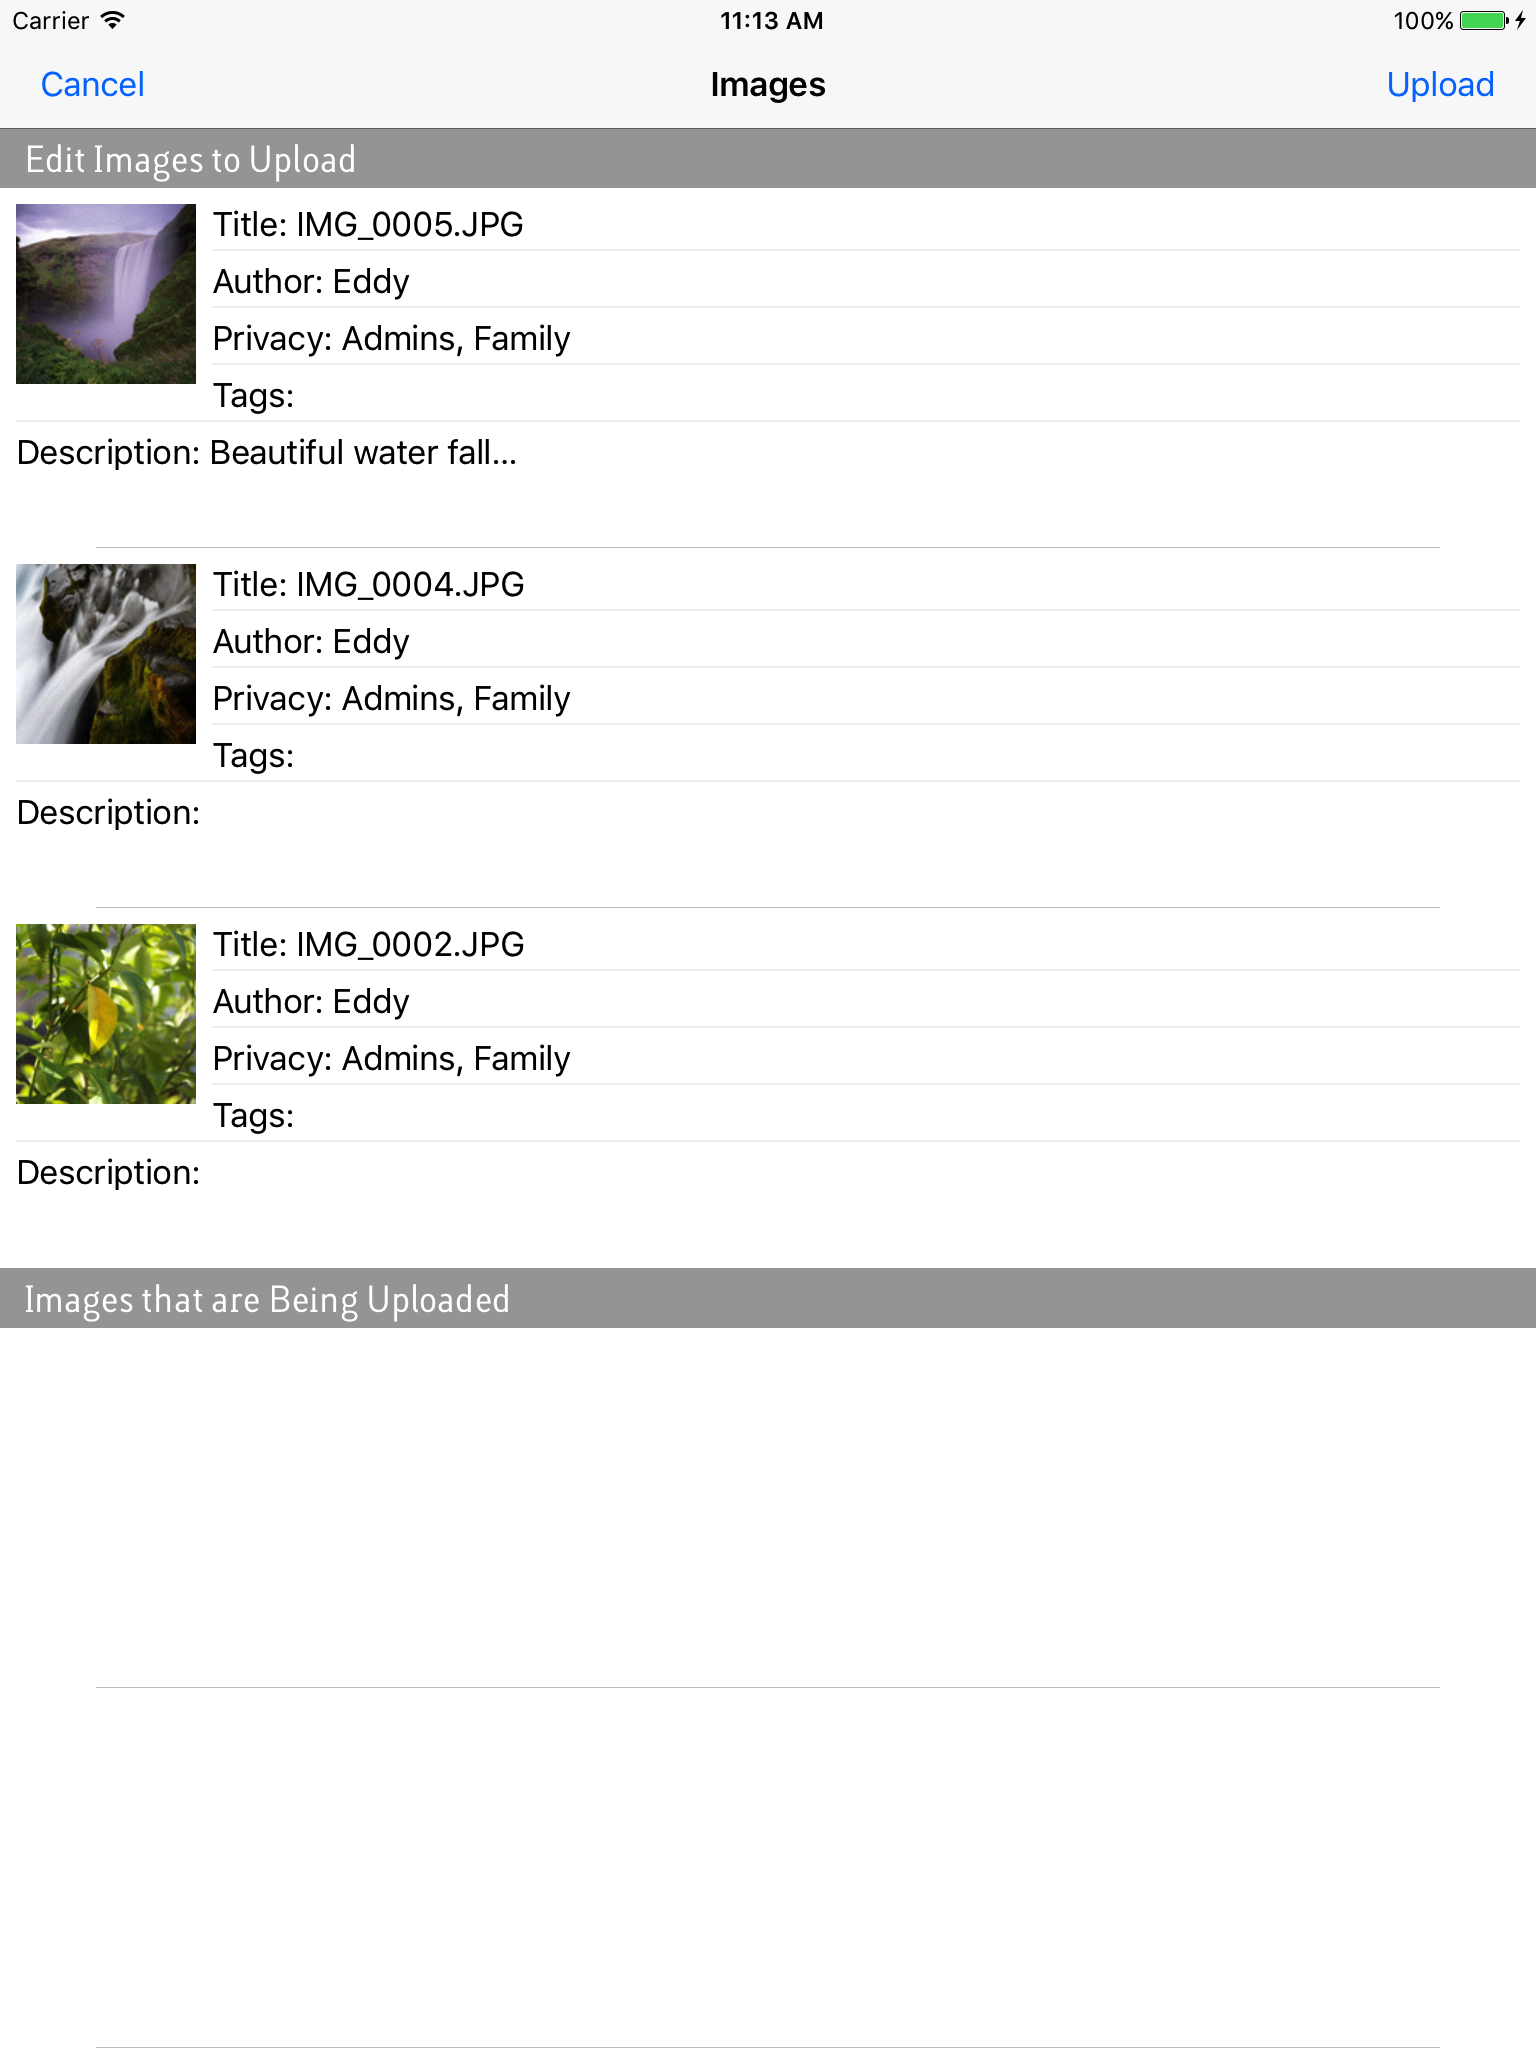 Carrier 11:13 AM 100%
Cancel Images Upload
Edit Images to Upload
Title: IMG_0005.JPG
Author: Eddy
Privacy: Admins, Family
Tags:
Description: Beautiful water fall...
Title: IMG_0004.JPG
Author: Eddy
Privacy: Admins, Family
Tags:
Description:
Title: IMG_0002.JPG
Author: Eddy
Privacy: Admins, Family
Tags:
Description:
Images that are Being Uploaded